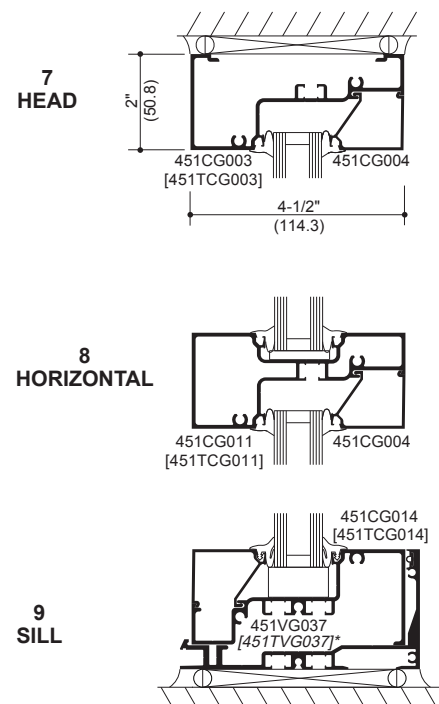 7
HEAD
2"
(50.8)
451CG003
[451TCG003]
451CG004
4-1/2"
(114.3)
8
HORIZONTAL
451CG011
[451TCG011]
451CG004
9
SILL
451CG014
[451TCG014]
451VG037
[451TVG037]*